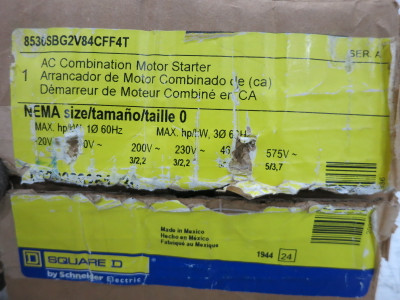 8536SBG2V84CFF4T
SER. A
1 AC Combination Motor Starter
Arrancador de Motor Combinado de (ca)
Démarreur de Moteur Combiné en CA
NEMA size/tamaño/taille 0
MAX. hp/kW, 1Ø 60Hz MAX. hp/kW, 3Ø 60Hz
200V~ 230V~ 575V~
3/2,2 3/2,2 5/3,7
Made in Mexico
Hecho en México
Fabriqué au Mexique
1944 24
SQUARE D
by Schneider Electric